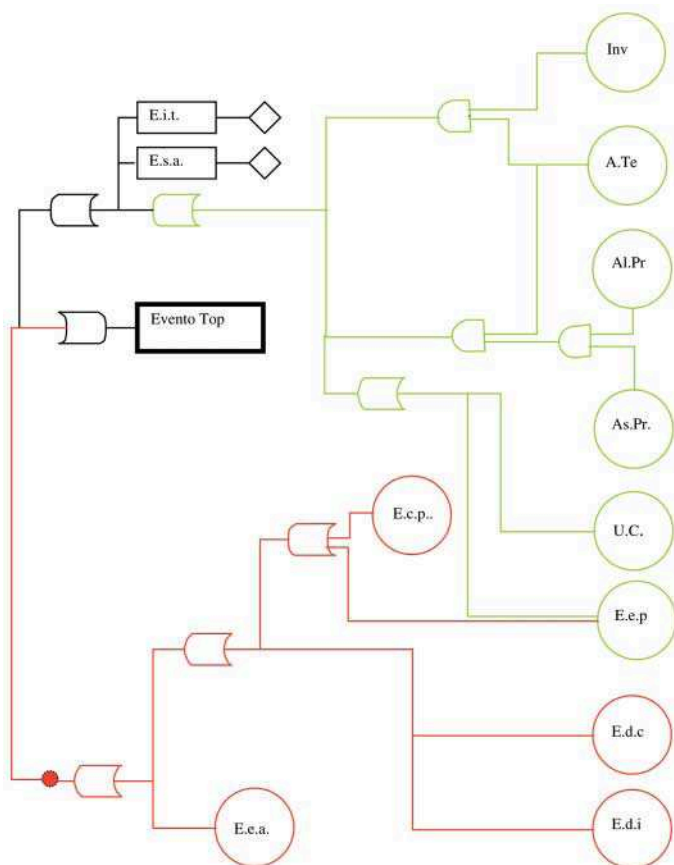 Inv
E.i.t.
E.s.a.
A.Te
Al.Pr
Evento Top
As.Pr.
E.c.p..
U.C.
E.e.p
E.d.c
E.e.a.
E.d.i